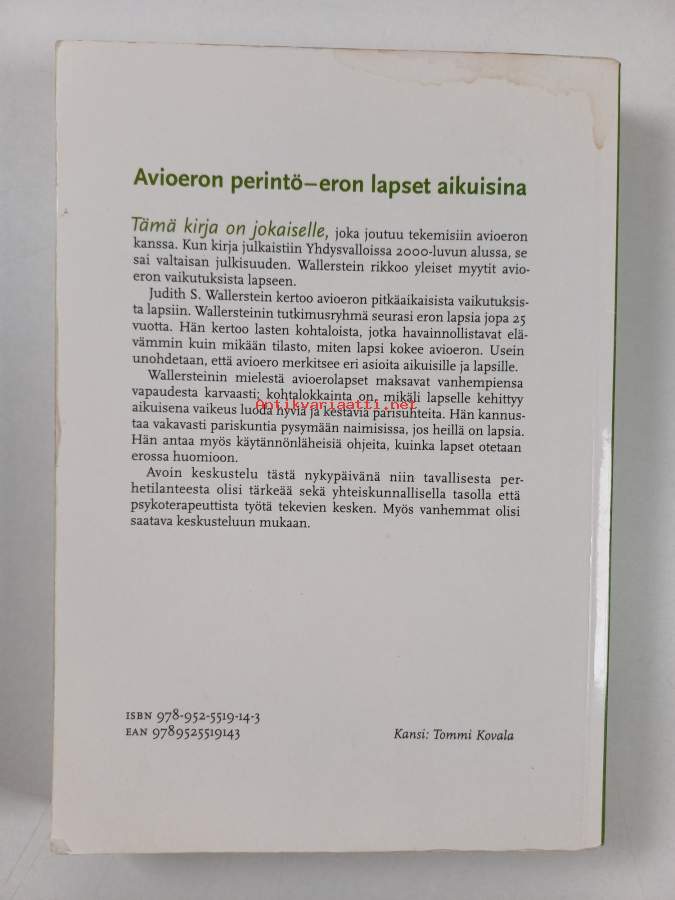 Avioeron perintö–eron lapset aikuisina
Tämä kirja on jokaiselle, joka joutuu tekemisiin avioeron
kanssa. Kun kirja julkaistiin Yhdysvalloissa 2000-luvun alussa, se
sai valtaisan julkisuuden. Wallerstein rikkoo yleiset myytit avio-
eron vaikutuksista lapseen.
Judith S. Wallerstein kertoo avioeron pitkäaikaisista vaikutuksis-
ta lapsiin. Wallersteinin tutkimusryhmä seurasi eron lapsia jopa 25
vuotta. Hän kertoo lasten kohtaloista, jotka havainnollistavat elä-
vämmin kuin mikään tilasto, miten lapsi kokee avioeron. Usein
unohdetaan, että avioero merkitsee eri asioita aikuisille ja lapsille.
Wallersteinin mielestä avioerolapset maksavat vanhempiensa
vapaudesta karvaasti; kohtalokkainta on, mikäli lapselle kehittyy
Antikvariaatti.net
aikuisena vaikeus luoda hyviä ja kestäviä parisuhteita. Hän kannus-
taa vakavasti pariskuntia pysymään naimisissa, jos heillä on lapsia.
Hän antaa myös käytännönläheisiä ohjeita, kuinka lapset otetaan
erossa huomioon.
Avoin keskustelu tästä nykypäivänä niin tavallisesta per-
hetilanteesta olisi tärkeää sekä yhteiskunnallisella tasolla että
psykoterapeuttista työtä tekevien kesken. Myös vanhemmat olisi
saatava keskusteluun mukaan.
ISBN 978-952-5519-14-3
EAN 9789525519143
Kansi: Tommi Kovala